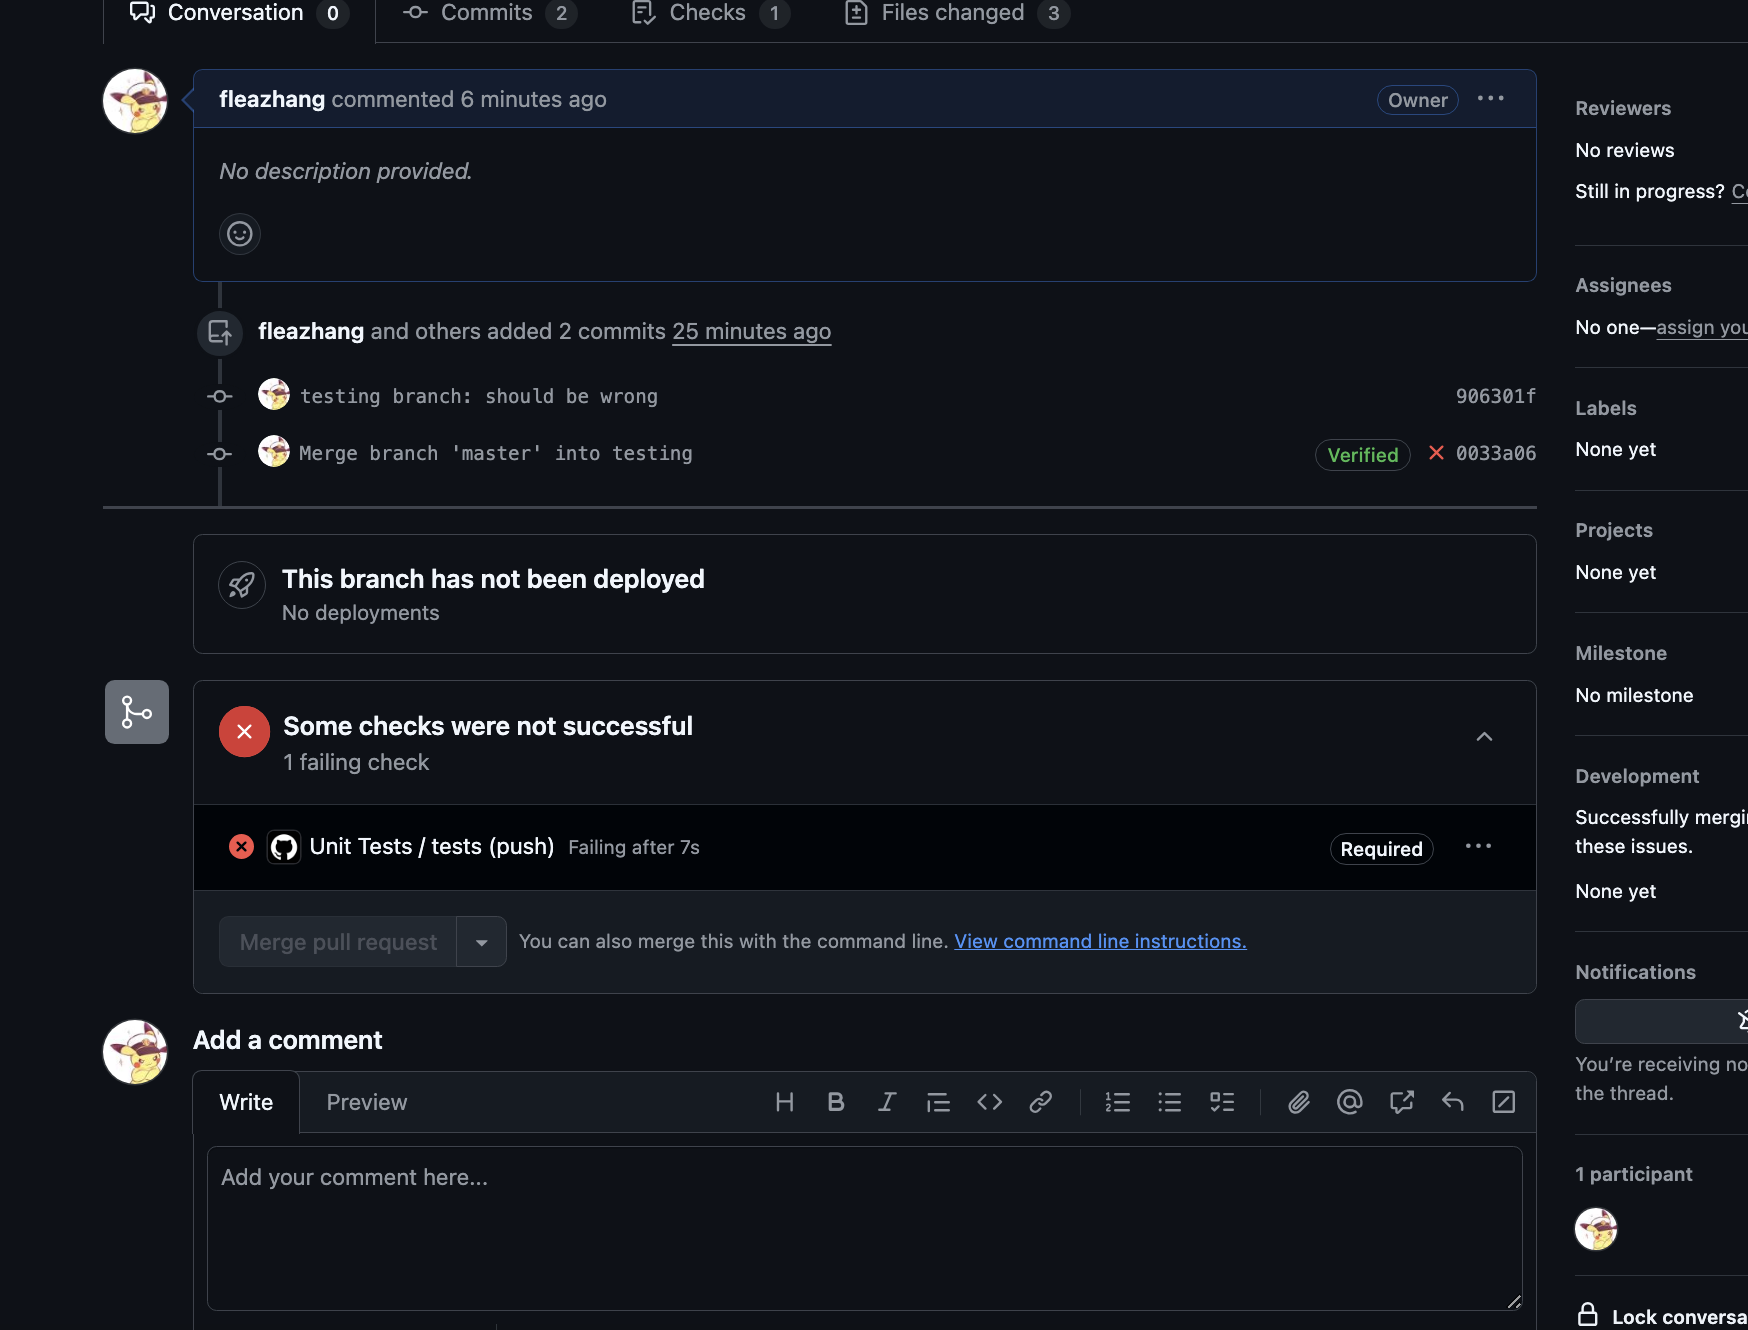 Conversation 0 Commits 2 Checks 1 Files changed 3
fleazhang commented 6 minutes ago Owner
No description provided.
fleazhang and others added 2 commits 25 minutes ago
testing branch: should be wrong 906301f
Merge branch 'master' into testing Verified 0033a06
This branch has not been deployed
No deployments
Some checks were not successful
1 failing check
Unit Tests / tests (push) Failing after 7s Required
Merge pull request You can also merge this with the command line. View command line instructions.
Add a comment
Write Preview
Add your comment here...
Reviewers
No reviews
Still in progress?
Assignees
No one—assign you
Labels
None yet
Projects
None yet
Milestone
No milestone
Development
Successfully mergi
these issues.
None yet
Notifications
You're receiving no
the thread.
1 participant
Lock conversa